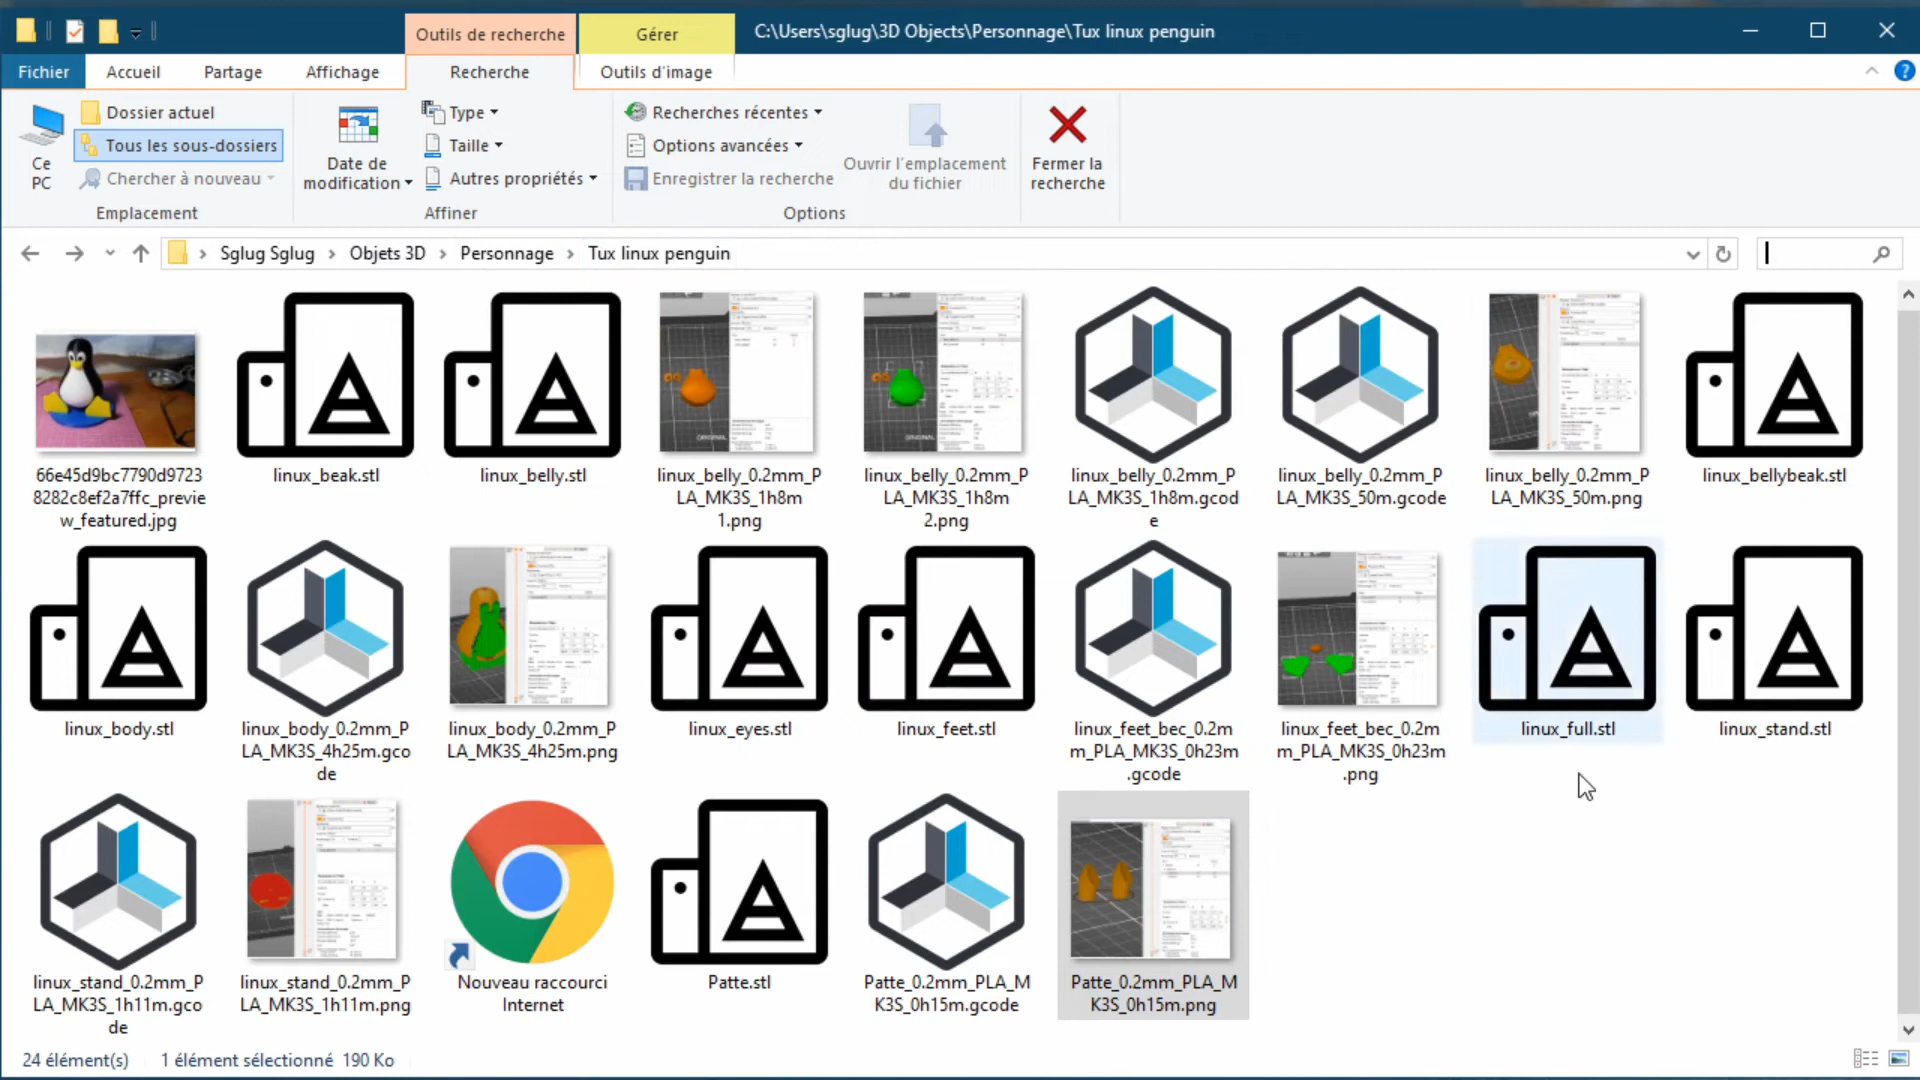 Outils de recherche
Gérer
C:\Users\sglug\3D Objects\Personnage\Tux linux penguin
Fichier
Accueil
Partage
Affichage
Recherche
Outils d'image
Ce
PC
Dossier actuel
Tous les sous-dossiers
Chercher à nouveau
Emplacement
Date de
modification
Type
Taille
Autres propriétés
Affiner
Recherches récentes
Options avancées
Enregistrer la recherche
Ouvrir l'emplacement
du fichier
Options
Fermer la
recherche
Sglug Sglug > Objets 3D > Personnage > Tux linux penguin
66e45d9bc7790d9723
8282c8ef2a7ffc_previe
w_featured.jpg
linux_beak.stl
linux_belly.stl
linux_belly_0.2mm_P
LA_MK3S_1h8m
1.png
linux_belly_0.2mm_P
LA_MK3S_1h8m
2.png
linux_belly_0.2mm_P
LA_MK3S_1h8m.gcod
e
linux_belly_0.2mm_P
LA_MK3S_50m.gcode
linux_belly_0.2mm_P
LA_MK3S_50m.png
linux_bellybeak.stl
linux_body.stl
linux_body_0.2mm_P
LA_MK3S_4h25m.gco
de
linux_body_0.2mm_P
LA_MK3S_4h25m.png
linux_eyes.stl
linux_feet.stl
linux_feet_bec_0.2m
m_PLA_MK3S_0h23m
.gcode
linux_feet_bec_0.2m
m_PLA_MK3S_0h23m
.png
linux_full.stl
linux_stand.stl
linux_stand_0.2mm_P
LA_MK3S_1h11m.gco
de
linux_stand_0.2mm_P
LA_MK3S_1h11m.png
Nouveau raccourci
Internet
Patte.stl
Patte_0.2mm_PLA_M
K3S_0h15m.gcode
Patte_0.2mm_PLA_M
K3S_0h15m.png
24 élément(s)
1 élément sélectionné 190 Ko